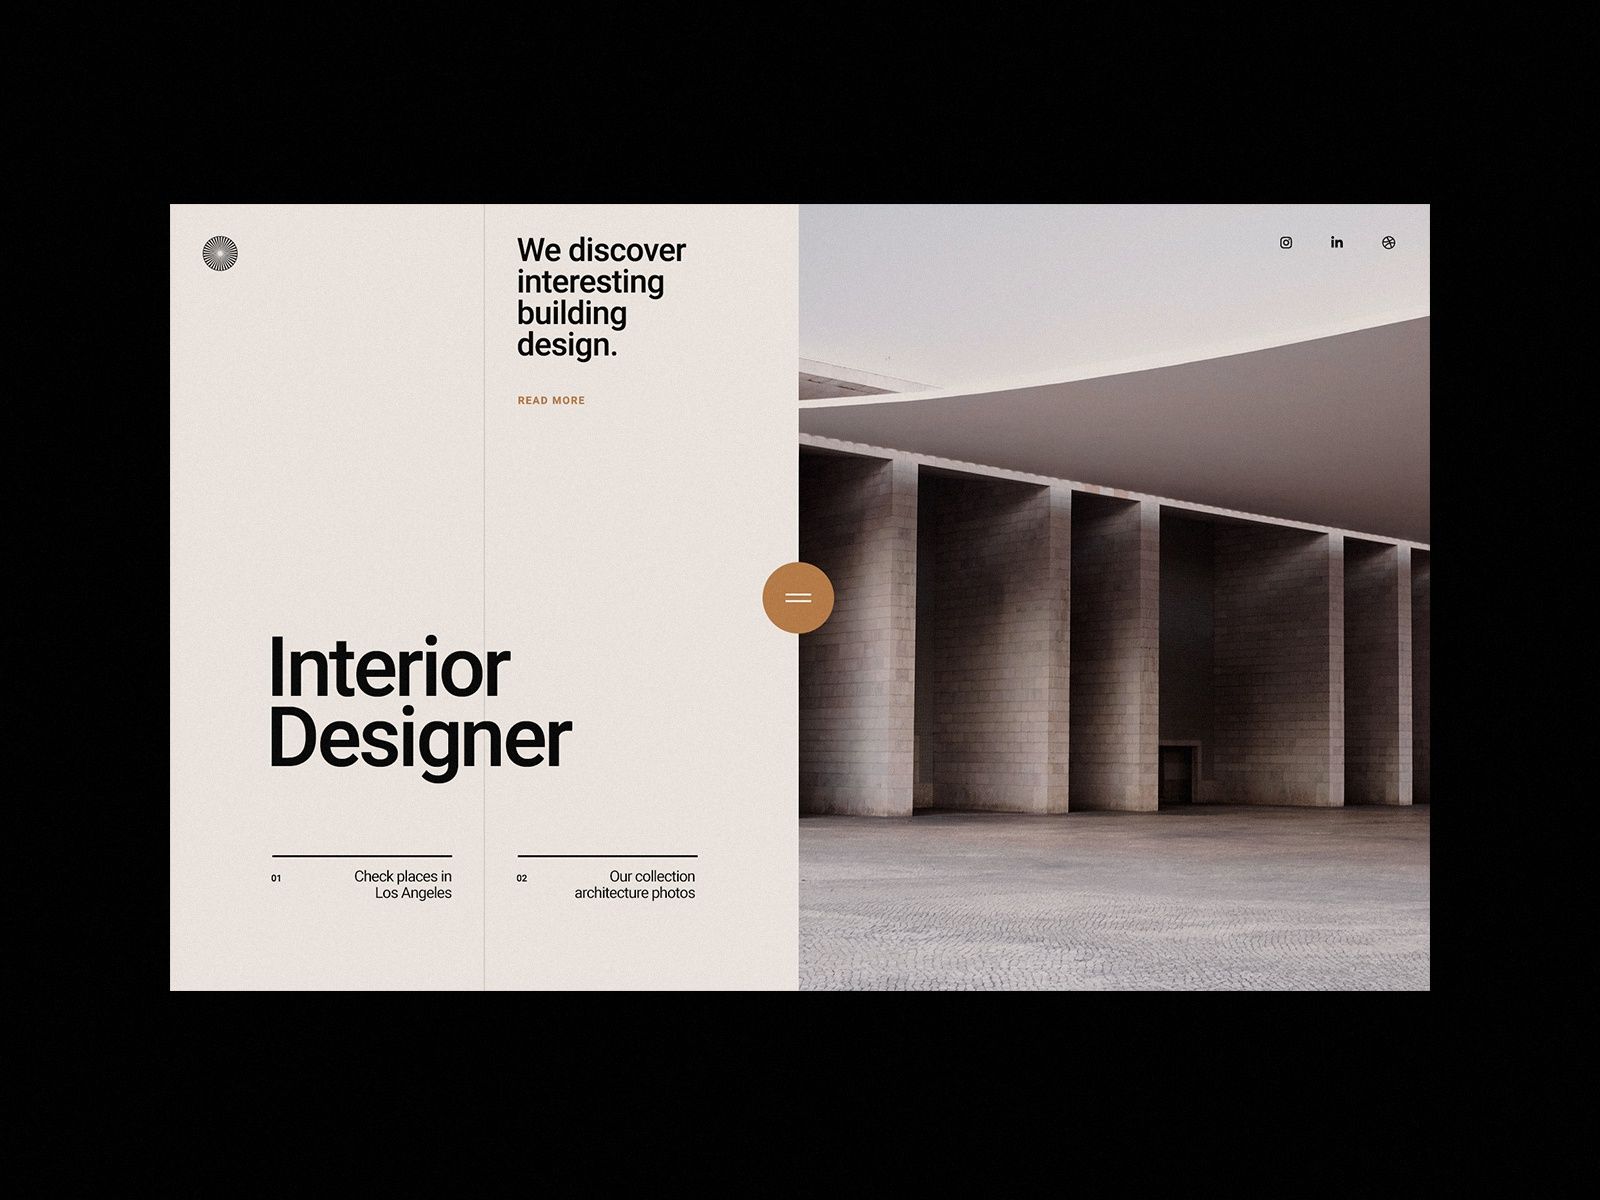 We discover
interesting
building
design.
READ MORE
Interior
Designer
01
Check places in
Los Angeles
02
Our collection
architecture photos
in